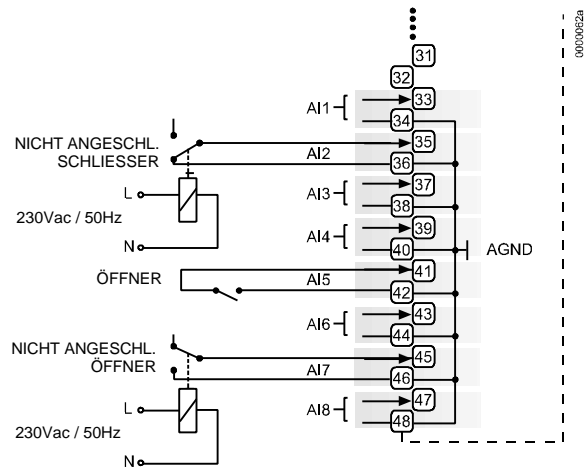 0000062a
31
32
AI1
33
34
NICHT ANGESCHL.
SCHLIESSER
AI2
35
36
L
230Vac / 50Hz
N
AI3
37
38
AI4
39
40
AGND
ÖFFNER
AI5
41
42
AI6
43
44
NICHT ANGESCHL.
ÖFFNER
AI7
45
46
L
230Vac / 50Hz
N
AI8
47
48